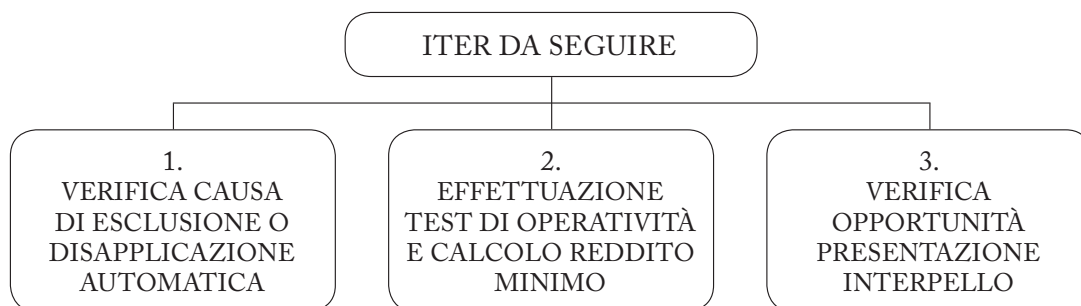 ITER DA SEGUIRE
1.
VERIFICA CAUSA
DI ESCLUSIONE O
DISAPPLICAZIONE
AUTOMATICA
2.
EFFETTUAZIONE
TEST DI OPERATIVITÀ
E CALCOLO REDDITO
MINIMO
3.
VERIFICA
OPPORTUNITÀ
PRESENTAZIONE
INTERPELLO